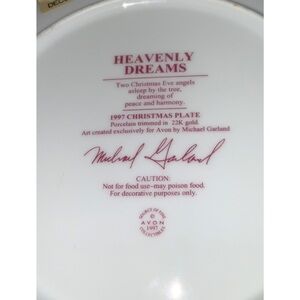 DECO
HEAVENLY
DREAMS
Two Christmas Eve angels
asleep by the tree,
dreaming of
peace and harmony.
1997 CHRISTMAS PLATE
Porcelain trimmed in 22K gold.
Art created exclusively for Avon by Michael Garland
Michael Garland
CAUTION:
Not for food use-may poison food.
For decorative purposes only.
©
AVON
1997
COLLECTIBLES